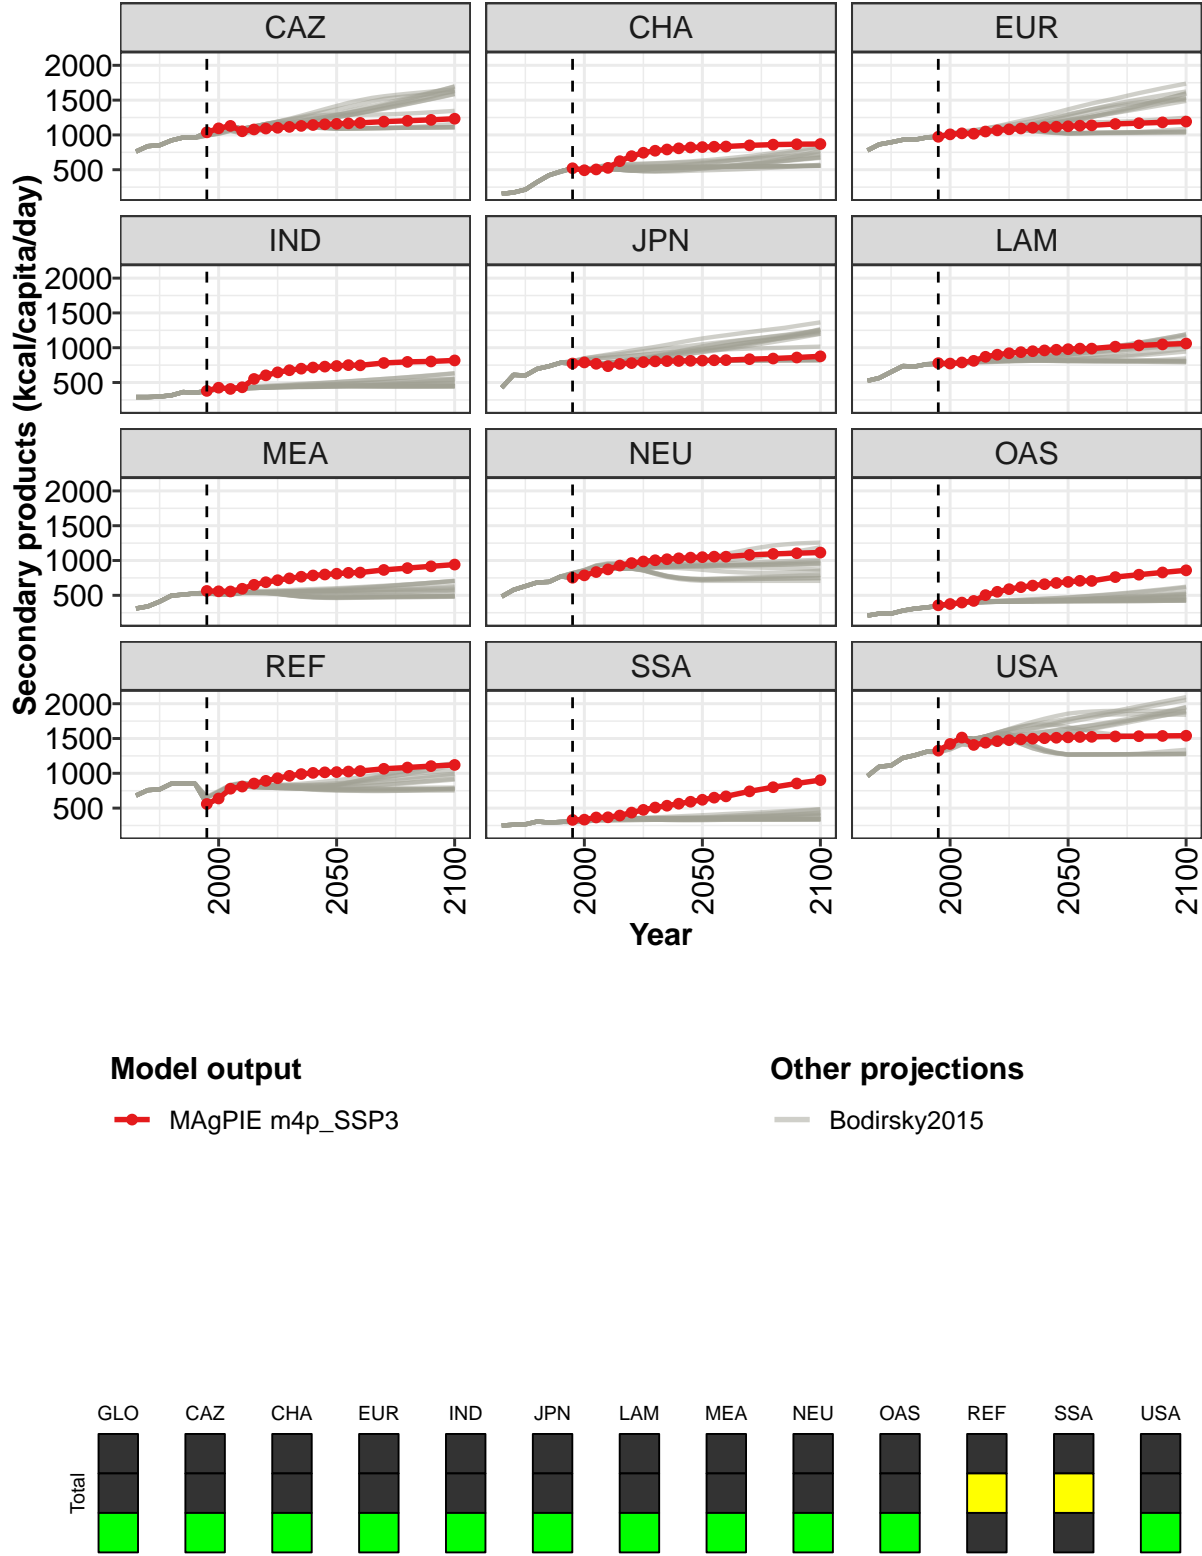 CAZ CHA EUR
2000
1500
1000
500
IND JPN LAM
2000
1500
1000
500
MEA NEU OAS
2000
1500
1000
500
REF SSA USA
2000
1500
1000
500
Secondary products (kcal/capita/day)
2000 2050 2100 2000 2050 2100 2000 2050 2100
Year
Model output Other projections
MAgPIE m4p_SSP3 Bodirsky2015
GLO CAZ CHA EUR IND JPN LAM MEA NEU OAS REF SSA USA
Total